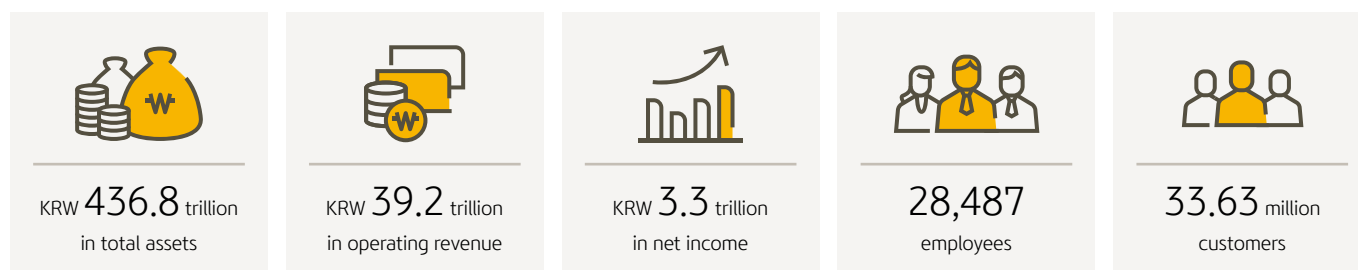 ₩
₩
KRW 436.8 trillion
in total assets
KRW 39.2 trillion
in operating revenue
KRW 3.3 trillion
in net income
28,487
employees
33.63 million
customers